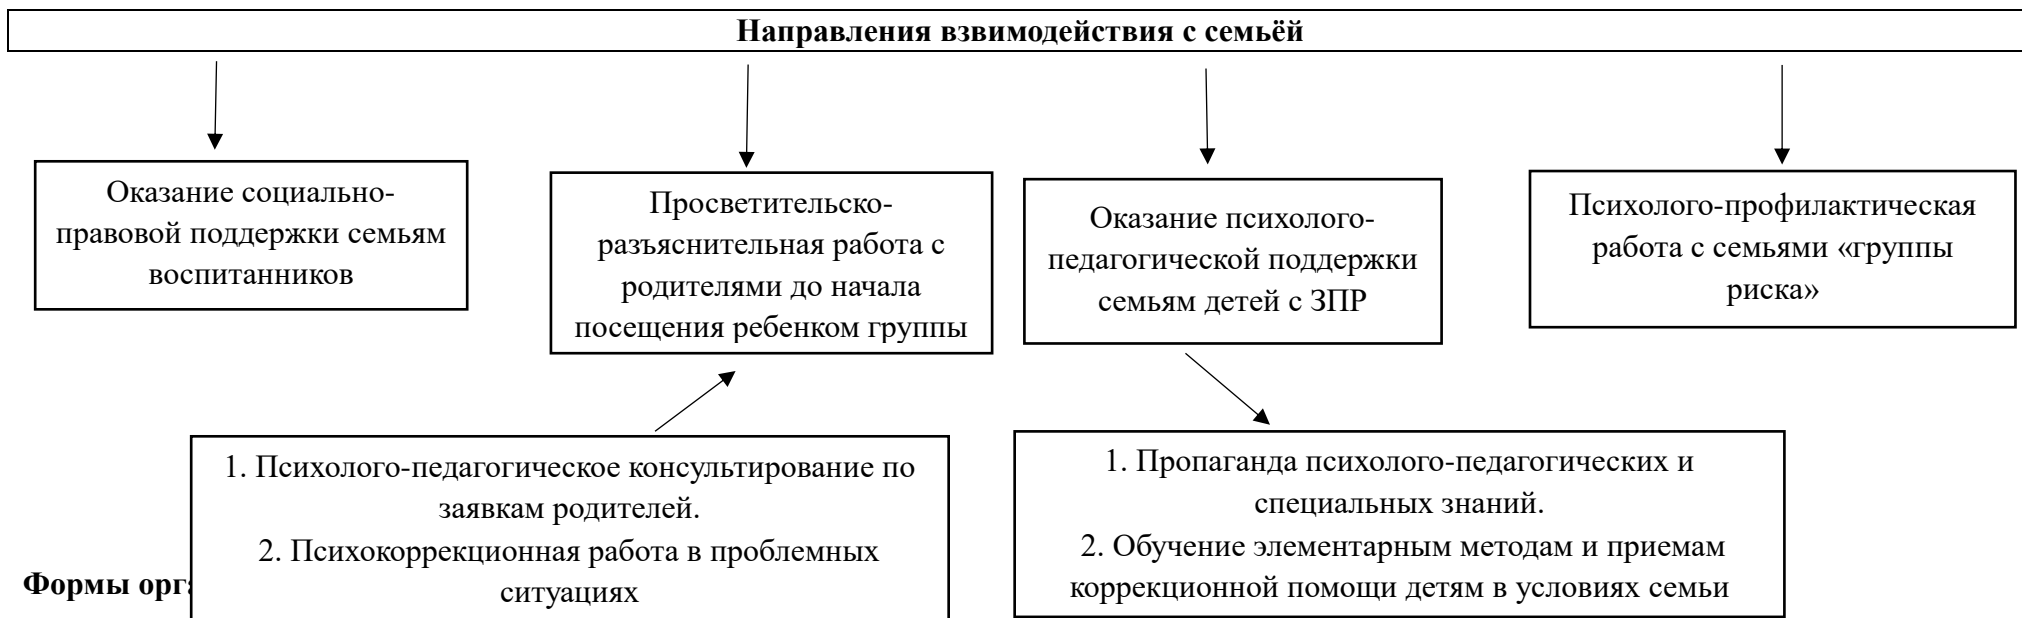 Направления взвимодействия с семьёй
Оказание социально-
правовой поддержки семьям
воспитанников
Просветительско-
разъяснительная работа с
родителями до начала
посещения ребенком группы
Оказание психолого-
педагогической поддержки
семьям детей с ЗПР
Психолого-профилактическая
работа с семьями «группы
риска»
1. Психолого-педагогическое консультирование по
заявкам родителей.
2. Психокоррекционная работа в проблемных
ситуациях
1. Пропаганда психолого-педагогических и
специальных знаний.
2. Обучение элементарным методам и приемам
коррекционной помощи детям в условиях семьи
Формы